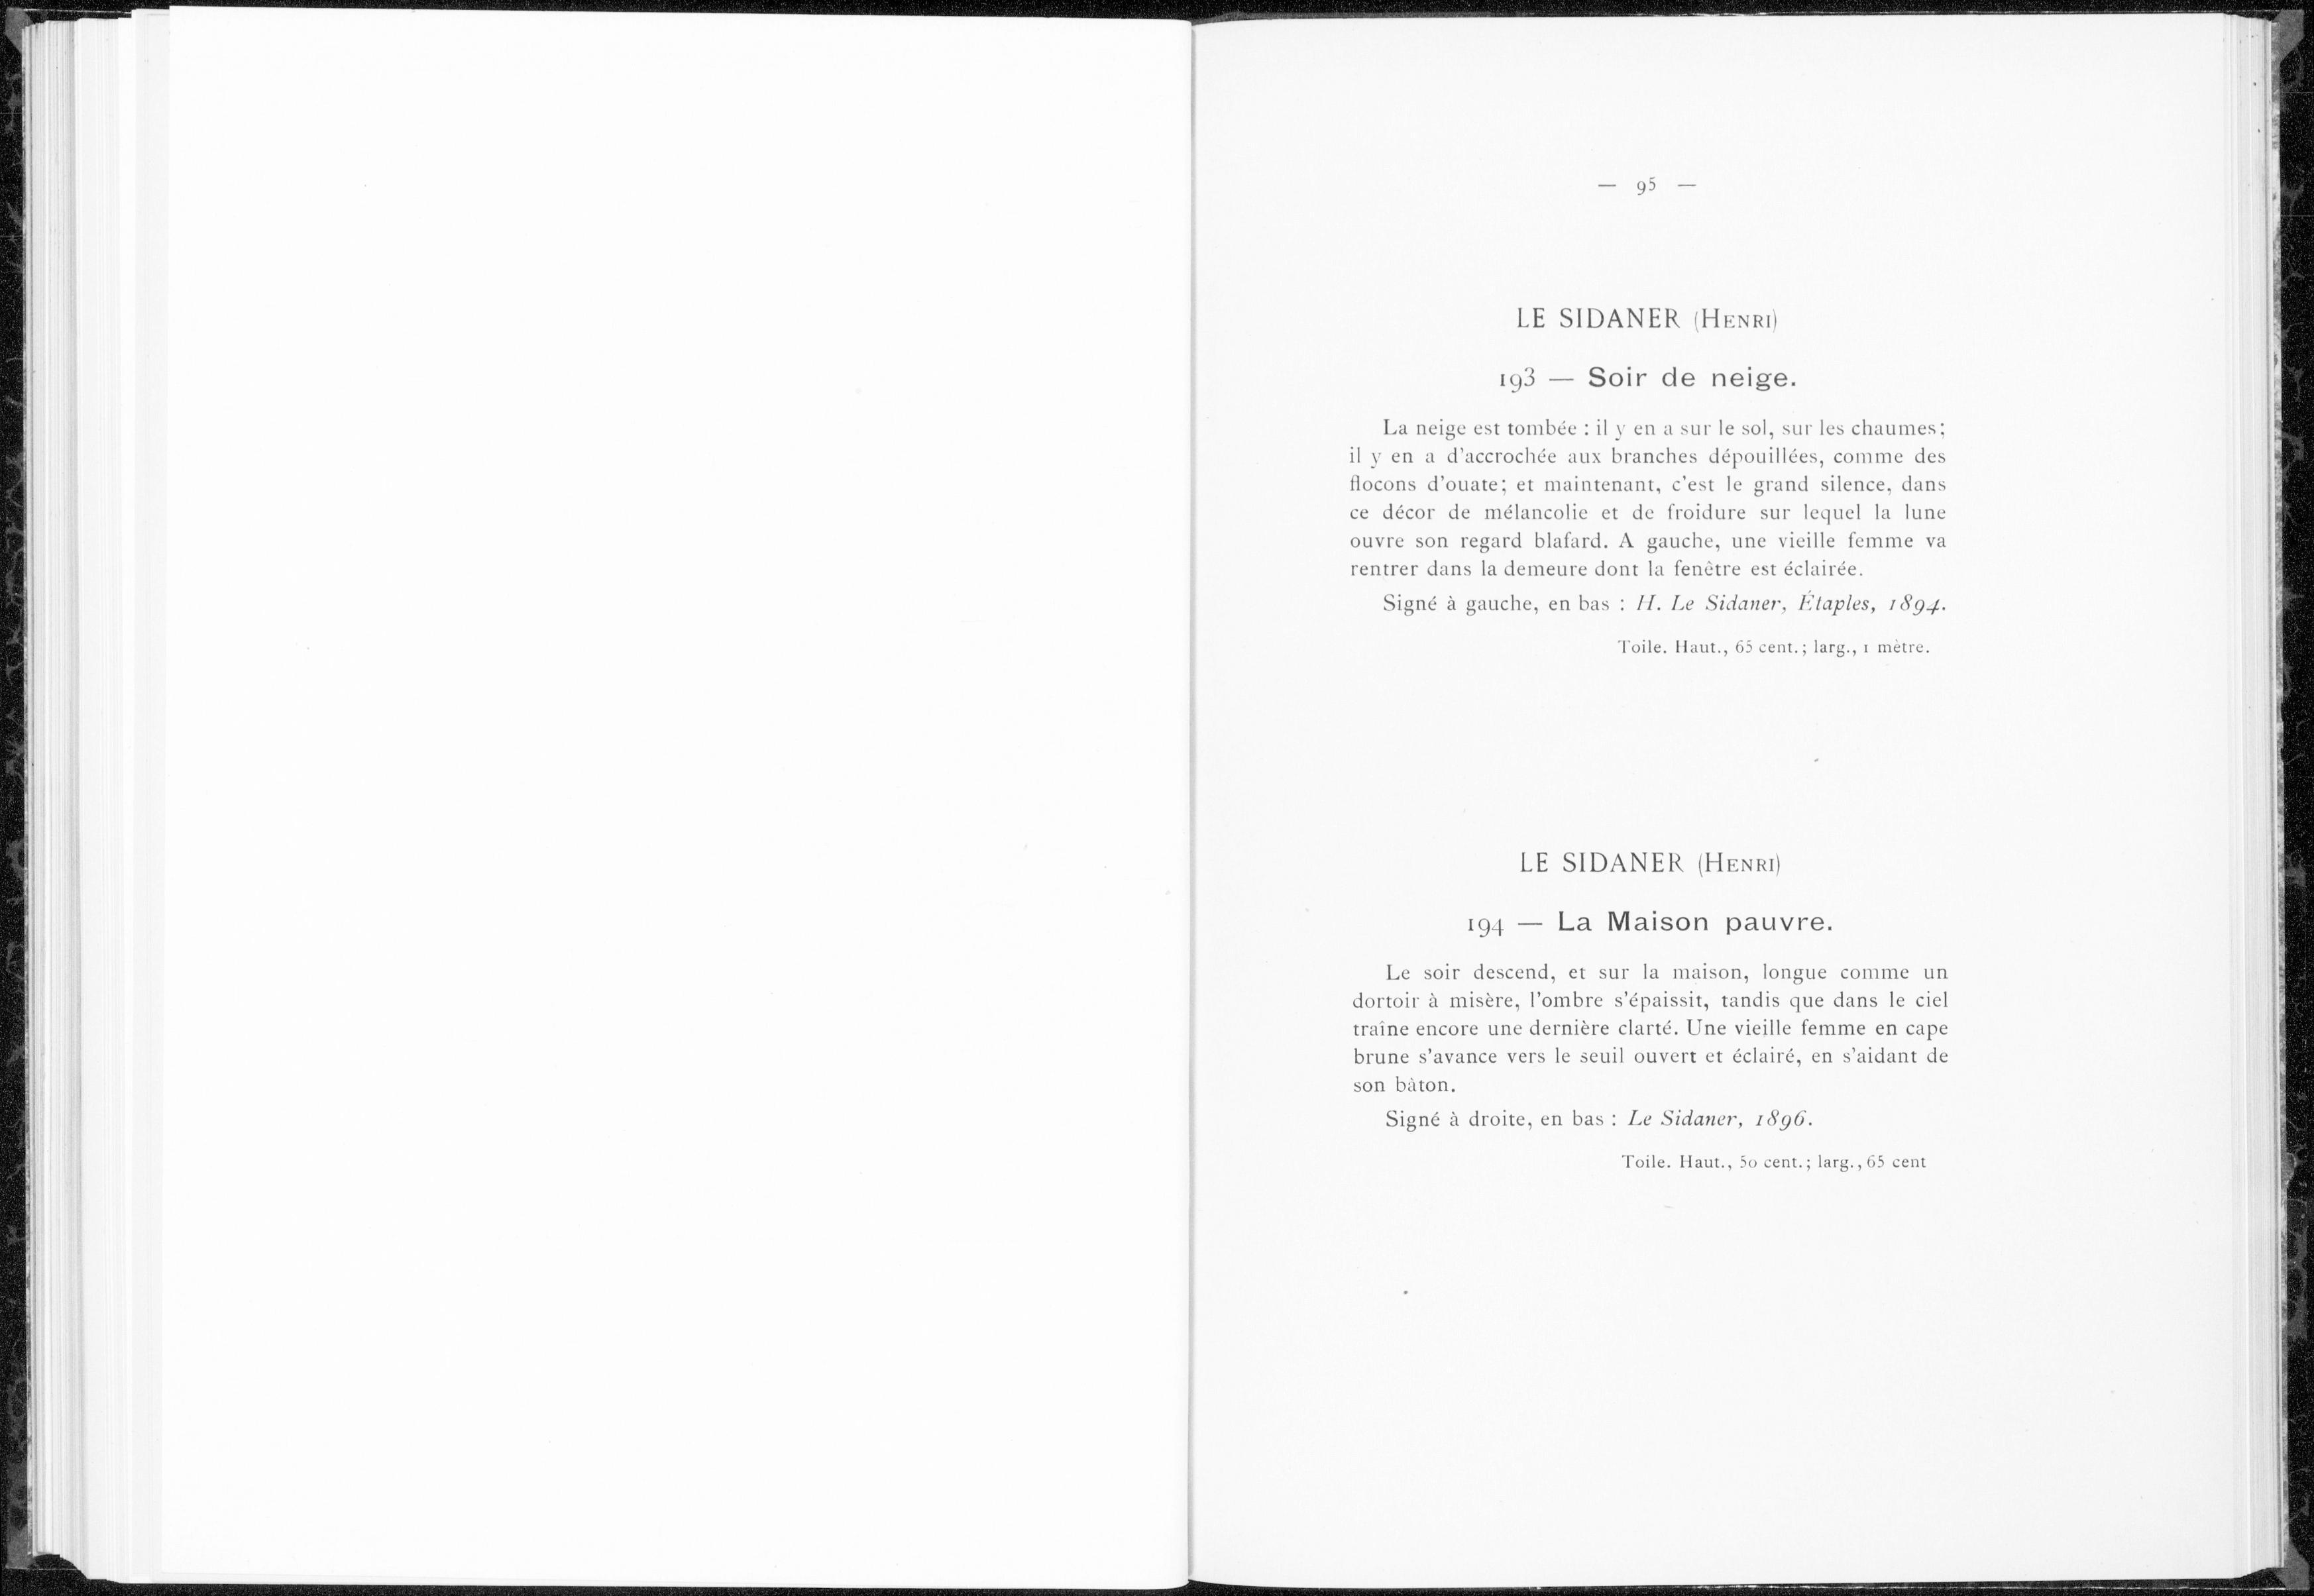 — 95 —
LE SIDANER (Henri)
193 — Soir de neige.
La neige est tombée : il y en a sur le sol, sur les chaumes;
il y en a d'accrochée aux branches dépouillées, comme des
flocons d'ouate; et maintenant, c'est le grand silence, dans
ce décor de mélancolie et de froidure sur lequel la lune
ouvre son regard blafard. A gauche, une vieille femme va
rentrer dans la demeure dont la fenêtre est éclairée.
Signé à gauche, en bas : H. Le Sidaner, Étaples, 1894.
Toile. Haut., 65 cent.; larg., 1 mètre.
LE SIDANER (Henri)
194 — La Maison pauvre.
Le soir descend, et sur la maison, longue comme un
dortoir à misère, l'ombre s'épaissit, tandis que dans le ciel
traîne encore une dernière clarté. Une vieille femme en cape
brune s'avance vers le seuil ouvert et éclairé, en s'aidant de
son bâton.
Signé à droite, en bas : Le Sidaner, 1896.
Toile. Haut., 50 cent.; larg., 65 cent